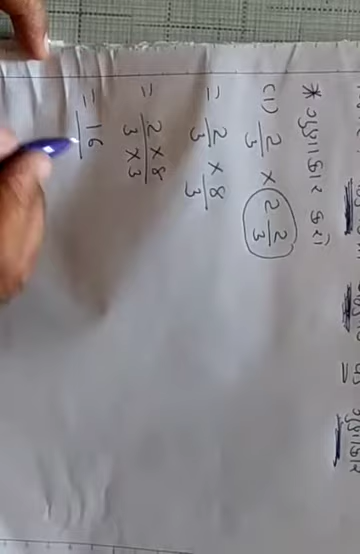 * ગુણાકાર કરો
(1) 2/3 × 2 2/3
= 2/3 × 8/3
= 2×8/3×3
= 16